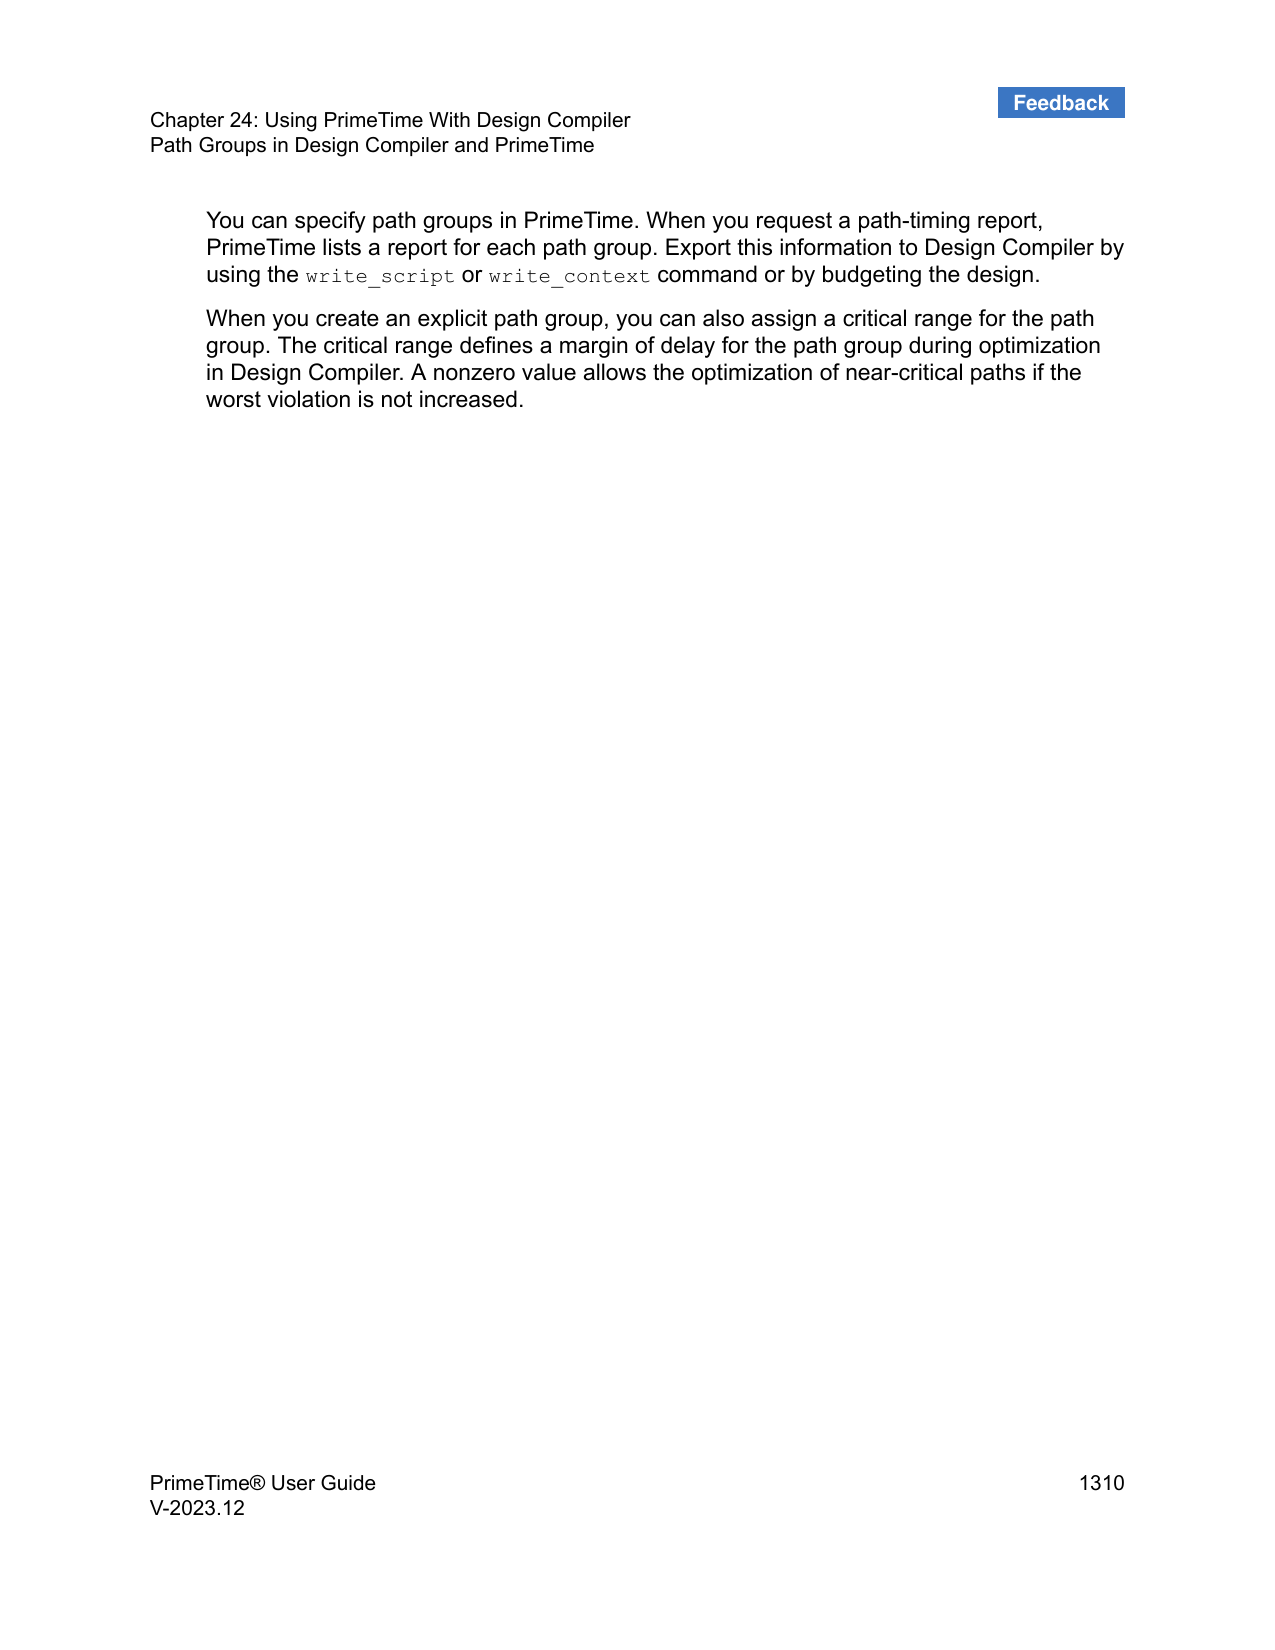 Feedback
Chapter 24: Using PrimeTime With Design Compiler
Path Groups in Design Compiler and PrimeTime
You can specify path groups in PrimeTime. When you request a path-timing report,
PrimeTime lists a report for each path group. Export this information to Design Compiler by
using the write_script or write_context command or by budgeting the design.
When you create an explicit path group, you can also assign a critical range for the path
group. The critical range defines a margin of delay for the path group during optimization
in Design Compiler. A nonzero value allows the optimization of near-critical paths if the
worst violation is not increased.
PrimeTime® User Guide 1310
V-2023.12